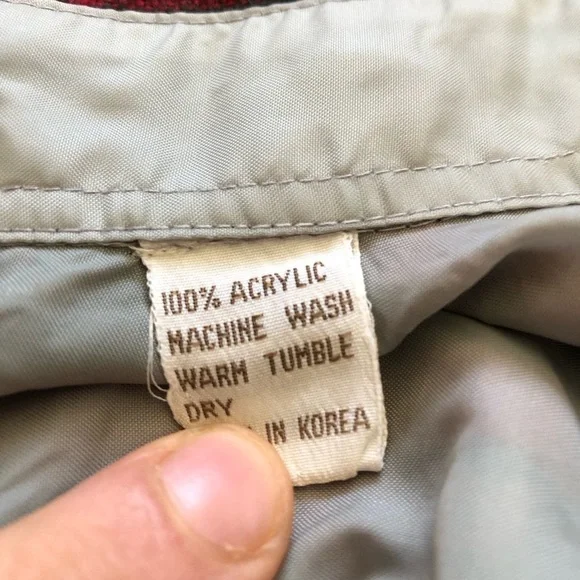 100% ACRYLIC
MACHINE WASH
WARM TUMBLE
DRY
IN KOREA